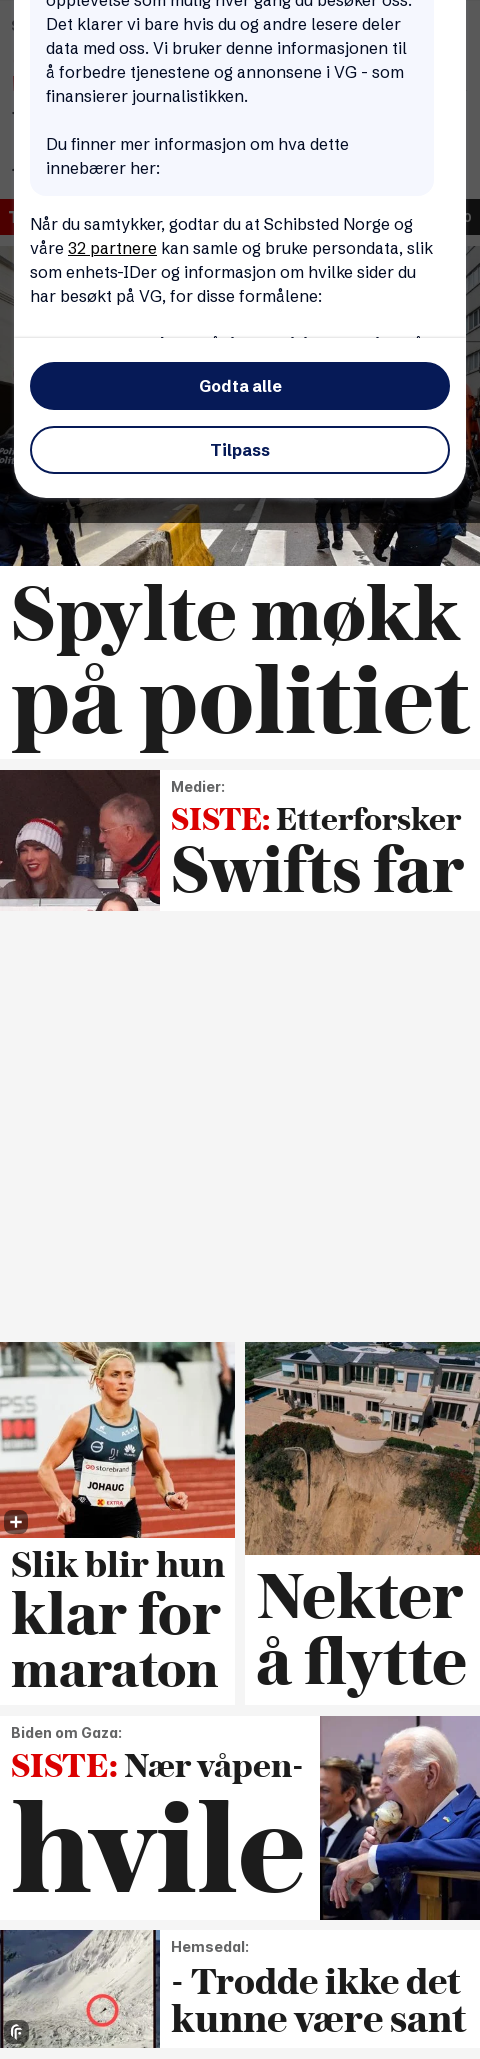 opplevelse som mulig hver gang du besøker oss.
Det klarer vi bare hvis du og andre lesere deler
data med oss. Vi bruker denne informasjonen til
å forbedre tjenestene og annonsene i VG - som
finansierer journalistikken.
Du finner mer informasjon om hva dette
innebærer her:
Når du samtykker, godtar du at Schibsted Norge og
våre 32 partnere kan samle og bruke persondata, slik
som enhets-IDer og informasjon om hvilke sider du
har besøkt på VG, for disse formålene:
Godta alle
Tilpass
Spylte møkk
på politiet
Medier:
SISTE: Etterforsker
Swifts far
storebrand
JOHAUG
EXTRA
Slik blir hun
klar for
maraton
Nekter
å flytte
Biden om Gaza:
SISTE: Nær våpen-
hvile
Hemsedal:
- Trodde ikke det
kunne være sant